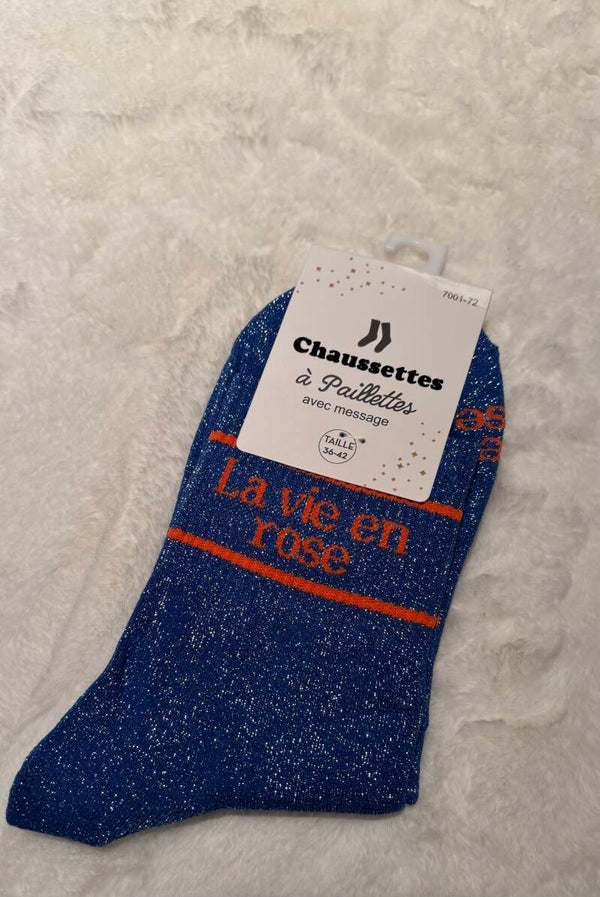 7001-72
Chaussettes
à Paillettes
avec message
TAILLE
36-42
La vie en
rose